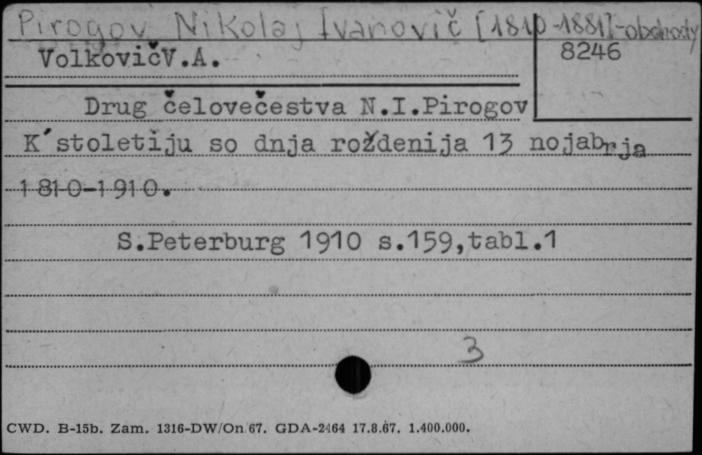 Pirogov Nikolaj Ivanovič [1810-1881]-obchody
VolkovičV.A.
8246
Drug čelovečestva N.I.Pirogov
K´stoletiju so dnja roždenija 13 nojabrja
1810-1910.
S.Peterburg 1910 s.159,tabl.1
3
CWD. B-15b. Zam. 1316-DW/On 67. GDA-2464 17.8.67. 1.400.000.